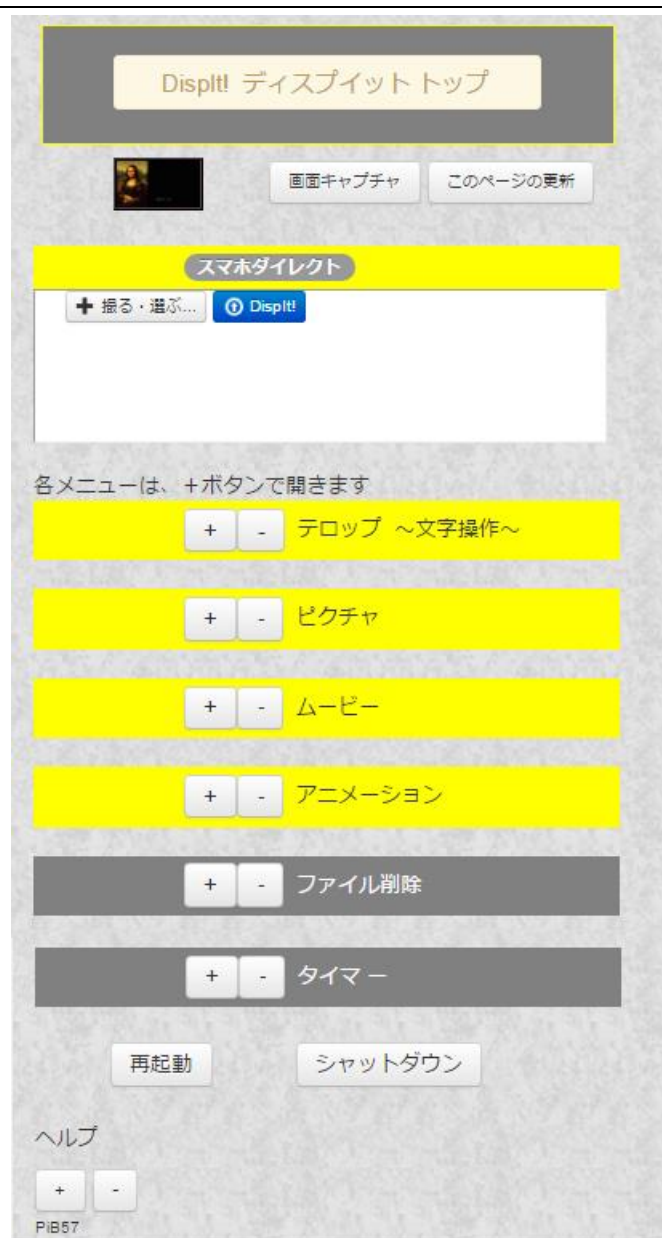 DispIt! ディスプイット トップ
画面キャプチャ このページの更新
スマホダイレクト
+ 撮る・選ぶ... DispIt!
各メニューは、+ボタンで開きます
+ - テロップ ～文字操作～
+ - ピクチャ
+ - ムービー
+ - アニメーション
+ - ファイル削除
+ - タイマー
再起動 シャットダウン
ヘルプ
+ -
PiB57